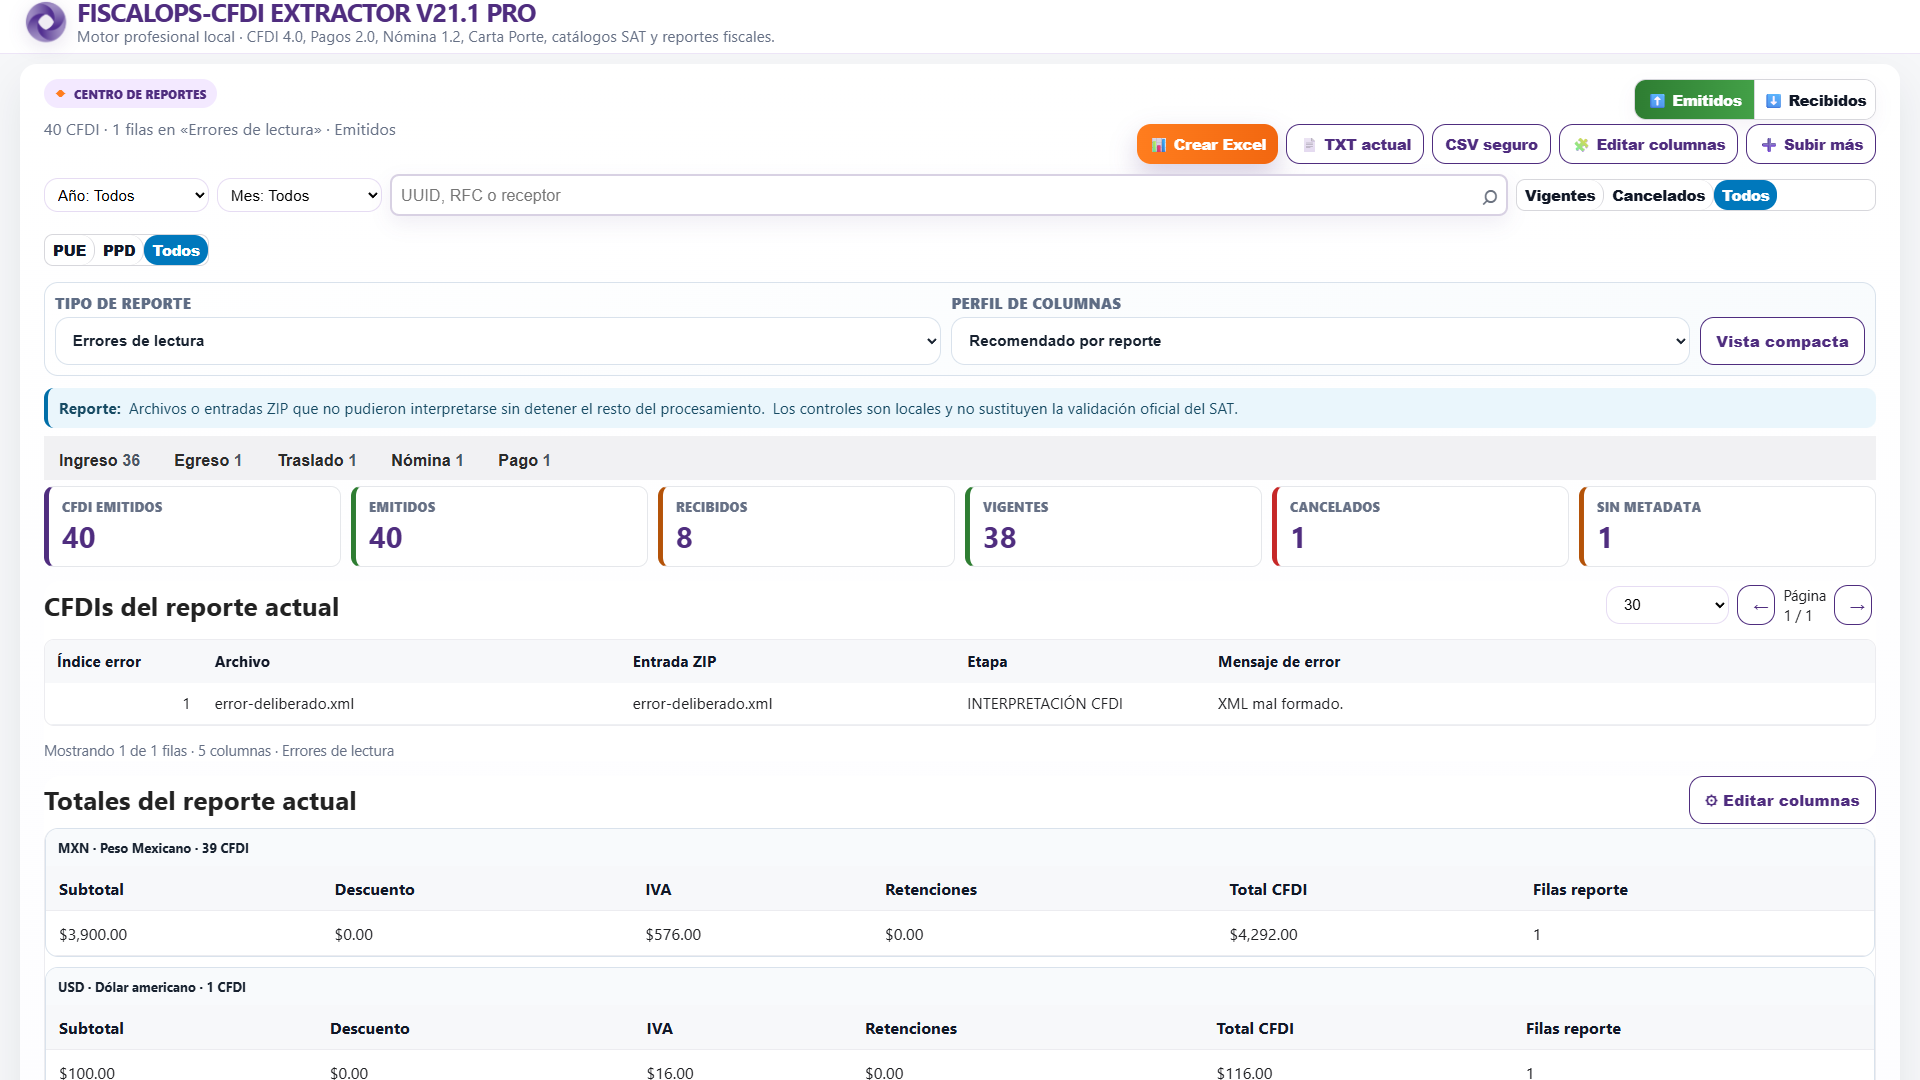 FISCALOPS-CFDI EXTRACTOR V21.1 PRO
Motor profesional local · CFDI 4.0, Pagos 2.0, Nómina 1.2, Carta Porte, catálogos SAT y reportes fiscales.
CENTRO DE REPORTES
Emitidos Recibidos
40 CFDI · 1 filas en «Errores de lectura» · Emitidos
Crear Excel TXT actual CSV seguro Editar columnas Subir más
Año: Todos Mes: Todos UUID, RFC o receptor Vigentes Cancelados Todos
PUE PPD Todos
TIPO DE REPORTE PERFIL DE COLUMNAS
Errores de lectura Recomendado por reporte Vista compacta
Reporte: Archivos o entradas ZIP que no pudieron interpretarse sin detener el resto del procesamiento. Los controles son locales y no sustituyen la validación oficial del SAT.
Ingreso 36 Egreso 1 Traslado 1 Nómina 1 Pago 1
CFDI EMITIDOS EMITIDOS RECIBIDOS VIGENTES CANCELADOS SIN METADATA
40 40 8 38 1 1
CFDIs del reporte actual 30 ← Página 1 / 1 →
Índice error Archivo Entrada ZIP Etapa Mensaje de error
1 error-deliberado.xml error-deliberado.xml INTERPRETACIÓN CFDI XML mal formado.
Mostrando 1 de 1 filas · 5 columnas · Errores de lectura
Totales del reporte actual Editar columnas
MXN · Peso Mexicano · 39 CFDI
Subtotal Descuento IVA Retenciones Total CFDI Filas reporte
$3,900.00 $0.00 $576.00 $0.00 $4,292.00 1
USD · Dólar americano · 1 CFDI
Subtotal Descuento IVA Retenciones Total CFDI Filas reporte
$100.00 $0.00 $16.00 $0.00 $116.00 1